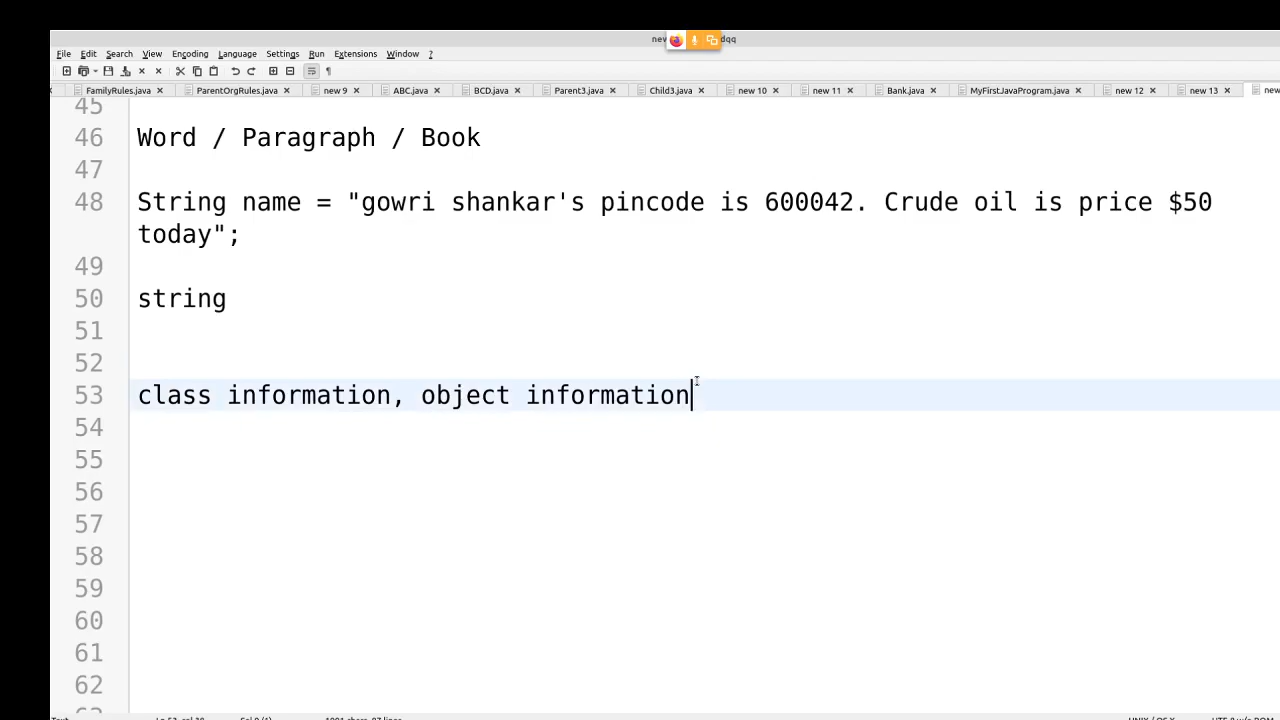 new dqq
File Edit Search View Encoding Language Settings Run Extensions Window ?
FamilyRules.java ParentOrgRules.java new 9 ABC.java BCD.java Parent3.java Child3.java new 10 new 11 Bank.java MyFirstJavaProgram.java new 12 new 13 new
45
46 Word / Paragraph / Book
47
48 String name = "gowri shankar's pincode is 600042. Crude oil is price $50
today";
49
50 string
51
52
53 class information, object information
54
55
56
57
58
59
60
61
62